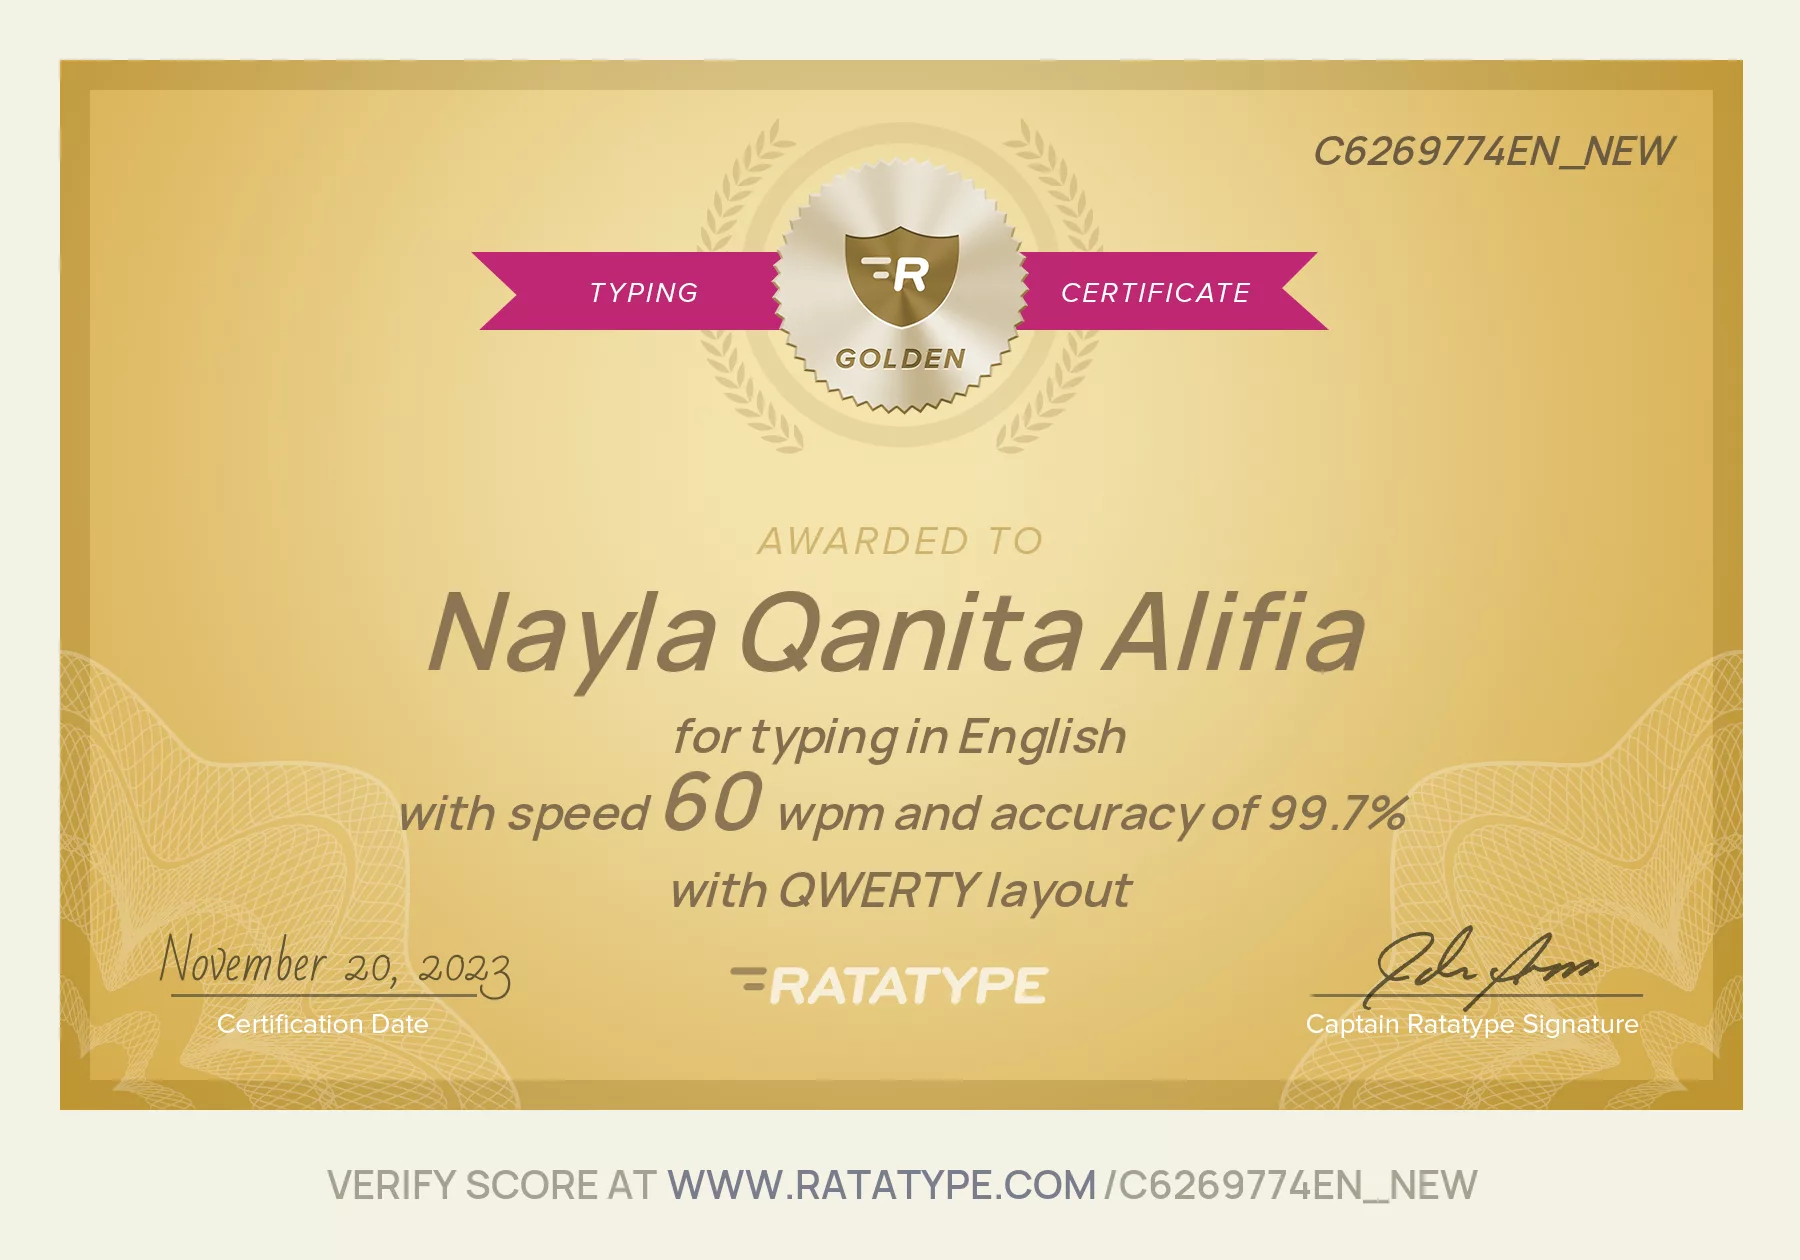 C6269774EN_NEW
TYPING
R
CERTIFICATE
GOLDEN
AWARDED TO
Nayla Qanita Alifia
for typing in English
with speed 60 wpm and accuracy of 99.7%
with QWERTY layout
November 20, 2023
RATATYPE
Certification Date
Captain Ratatype Signature
VERIFY SCORE AT WWW.RATATYPE.COM/C6269774EN_NEW